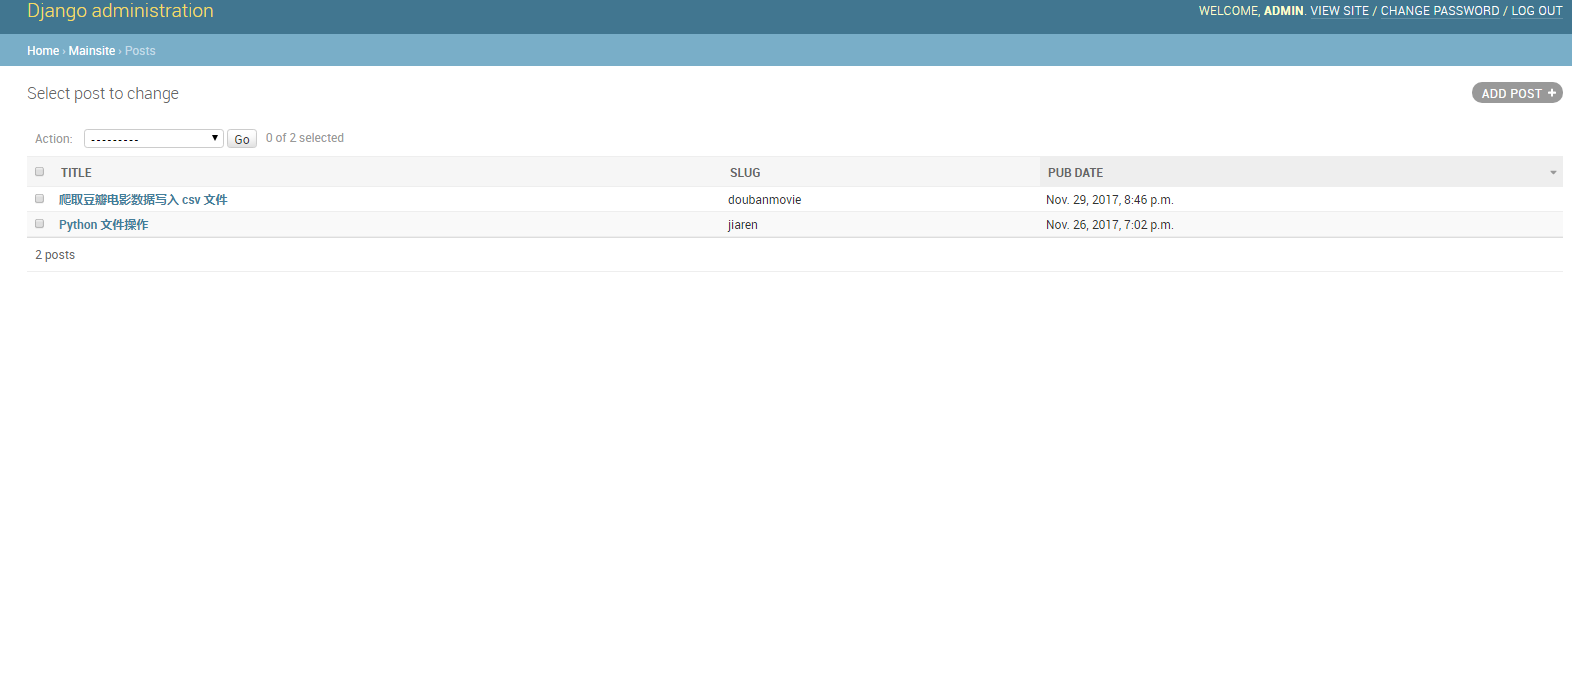 Django administration
WELCOME, ADMIN. VIEW SITE / CHANGE PASSWORD / LOG OUT
Home › Mainsite › Posts
Select post to change
ADD POST +
Action: --------- Go 0 of 2 selected
TITLE SLUG PUB DATE
爬取豆瓣电影数据写入 csv 文件 doubanmovie Nov. 29, 2017, 8:46 p.m.
Python 文件操作 jiaren Nov. 26, 2017, 7:02 p.m.
2 posts